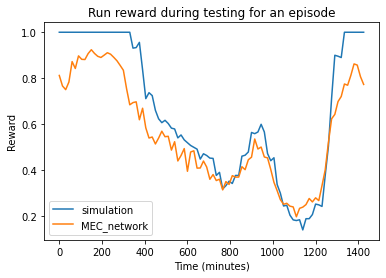 Run reward during testing for an episode
1.0
0.8
0.6
0.4
0.2
Reward
simulation
MEC_network
0 200 400 600 800 1000 1200 1400
Time (minutes)